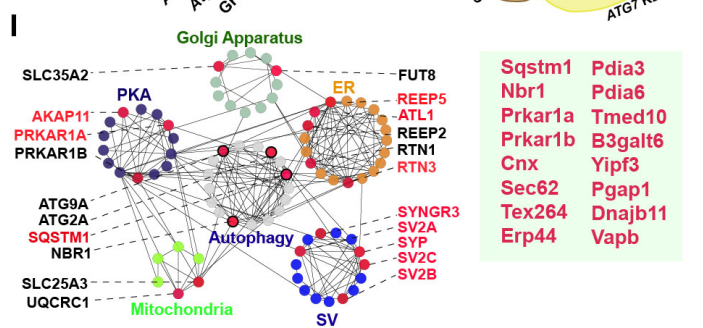 I
ATG7 K
Golgi Apparatus
SLC35A2
FUT8
PKA
ER
AKAP11
PRKAR1A
PRKAR1B
REEP5
ATL1
REEP2
RTN1
RTN3
ATG9A
ATG2A
SQSTM1
NBR1
Autophagy
SYNGR3
SV2A
SYP
SV2C
SV2B
SLC25A3
UQCRC1
Mitochondria
SV
Sqstm1 Pdia3
Nbr1 Pdia6
Prkar1a Tmed10
Prkar1b B3galt6
Cnx Yipf3
Sec62 Pgap1
Tex264 Dnajb11
Erp44 Vapb